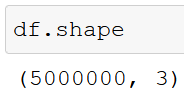 df.shape
(5000000, 3)